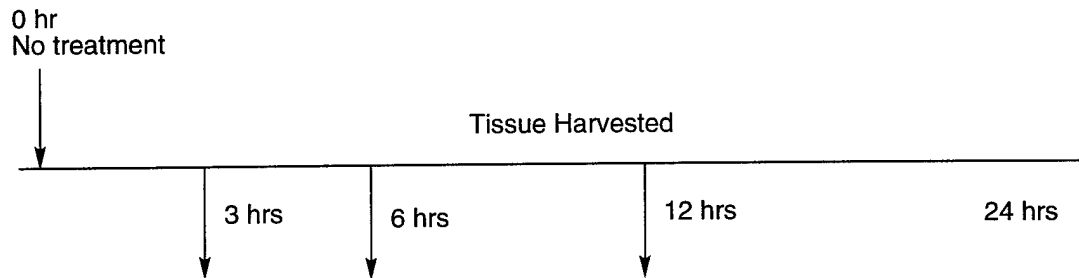 0 hr
No treatment
Tissue Harvested
3 hrs
6 hrs
12 hrs
24 hrs